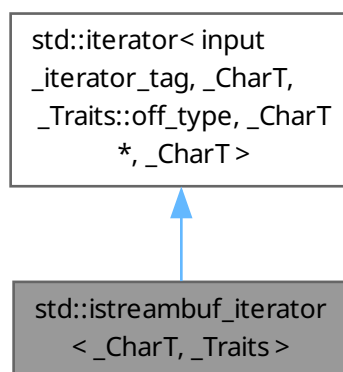 std::iterator< input
_iterator_tag, _CharT,
_Traits::off_type, _CharT
*, _CharT >
std::istreambuf_iterator
< _CharT, _Traits >